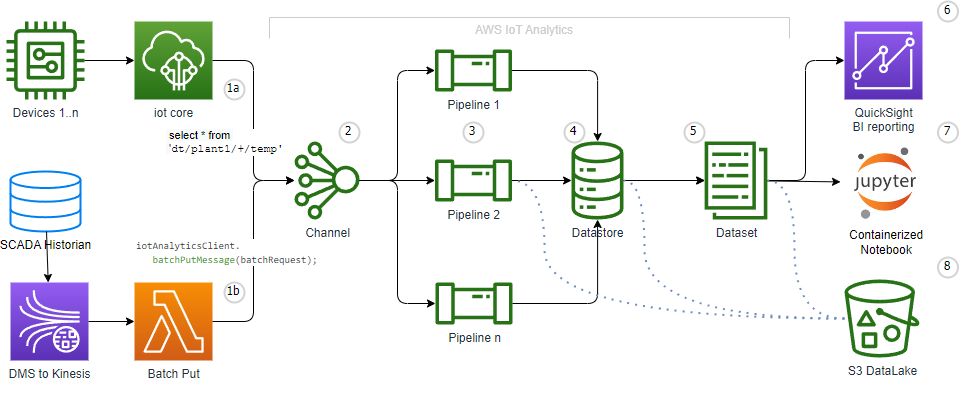 AWS IoT Analytics
6
Devices 1..n
iot core
1a
Pipeline 1
QuickSight
BI reporting
select * from
'dt/plant1/+/temp'
2
3
4
5
7
jupyter
SCADA Historian
Channel
Pipeline 2
Datastore
Dataset
Containerized
Notebook
iotAnalyticsClient.
batchPutMessage(batchRequest);
8
1b
DMS to Kinesis
Batch Put
Pipeline n
S3 DataLake